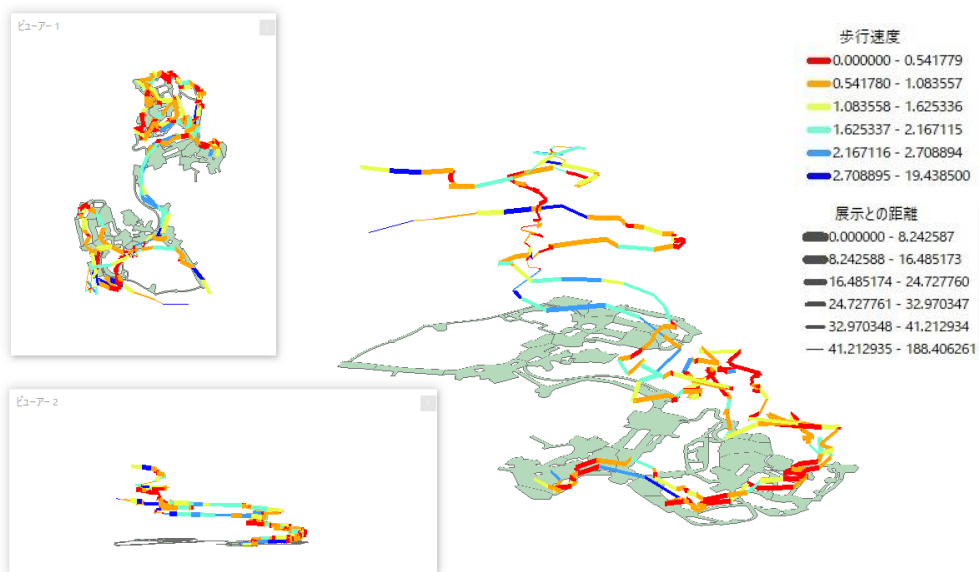 ビューアー 1
歩行速度
0.000000 - 0.541779
0.541780 - 1.083557
1.083558 - 1.625336
1.625337 - 2.167115
2.167116 - 2.708894
2.708895 - 19.438500
展示との距離
0.000000 - 8.242587
8.242588 - 16.485173
16.485174 - 24.727760
24.727761 - 32.970347
32.970348 - 41.212934
41.212935 - 188.406261
ビューアー 2